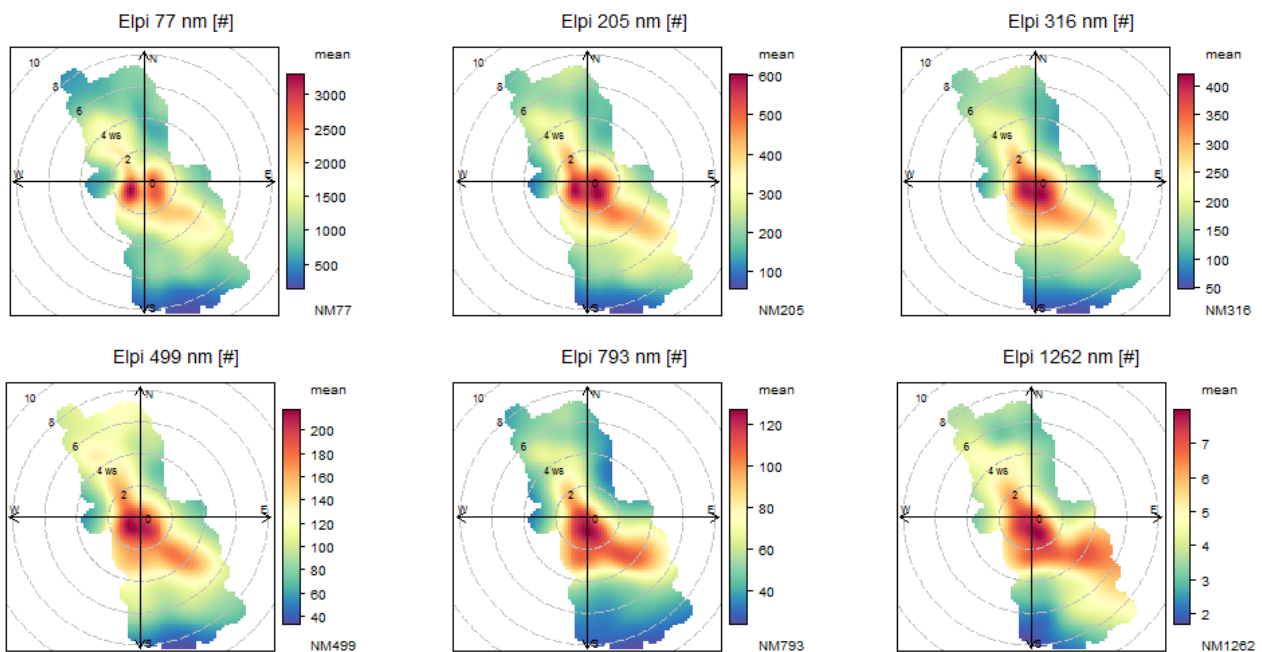 Elpi 77 nm [#]
10
8
6
4 ws
2
0
N
W
E
S
mean
3000
2500
2000
1500
1000
500
NM77
Elpi 205 nm [#]
10
8
6
4 ws
2
0
N
W
E
S
mean
600
500
400
300
200
100
NM205
Elpi 316 nm [#]
10
8
6
4 ws
2
0
N
W
E
S
mean
400
350
300
250
200
150
100
50
NM316
Elpi 499 nm [#]
10
8
6
4 ws
2
0
N
W
E
S
mean
200
180
160
140
120
100
80
60
40
NM499
Elpi 793 nm [#]
10
8
6
4 ws
2
0
N
W
E
S
mean
120
100
80
60
40
NM793
Elpi 1262 nm [#]
10
8
6
4 ws
2
0
N
W
E
S
mean
7
6
5
4
3
2
NM1262